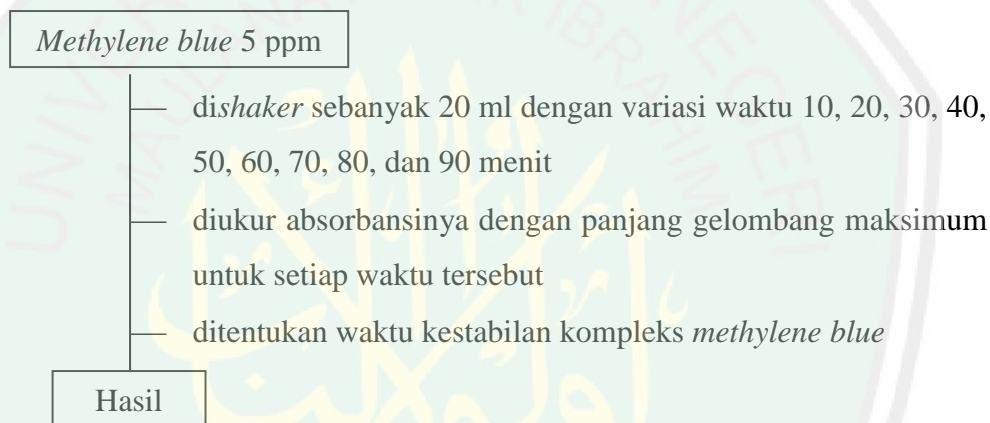 Methylene blue 5 ppm
dishaker sebanyak 20 ml dengan variasi waktu 10, 20, 30, 40,
50, 60, 70, 80, dan 90 menit
diukur absorbansinya dengan panjang gelombang maksimum
untuk setiap waktu tersebut
ditentukan waktu kestabilan kompleks methylene blue
Hasil